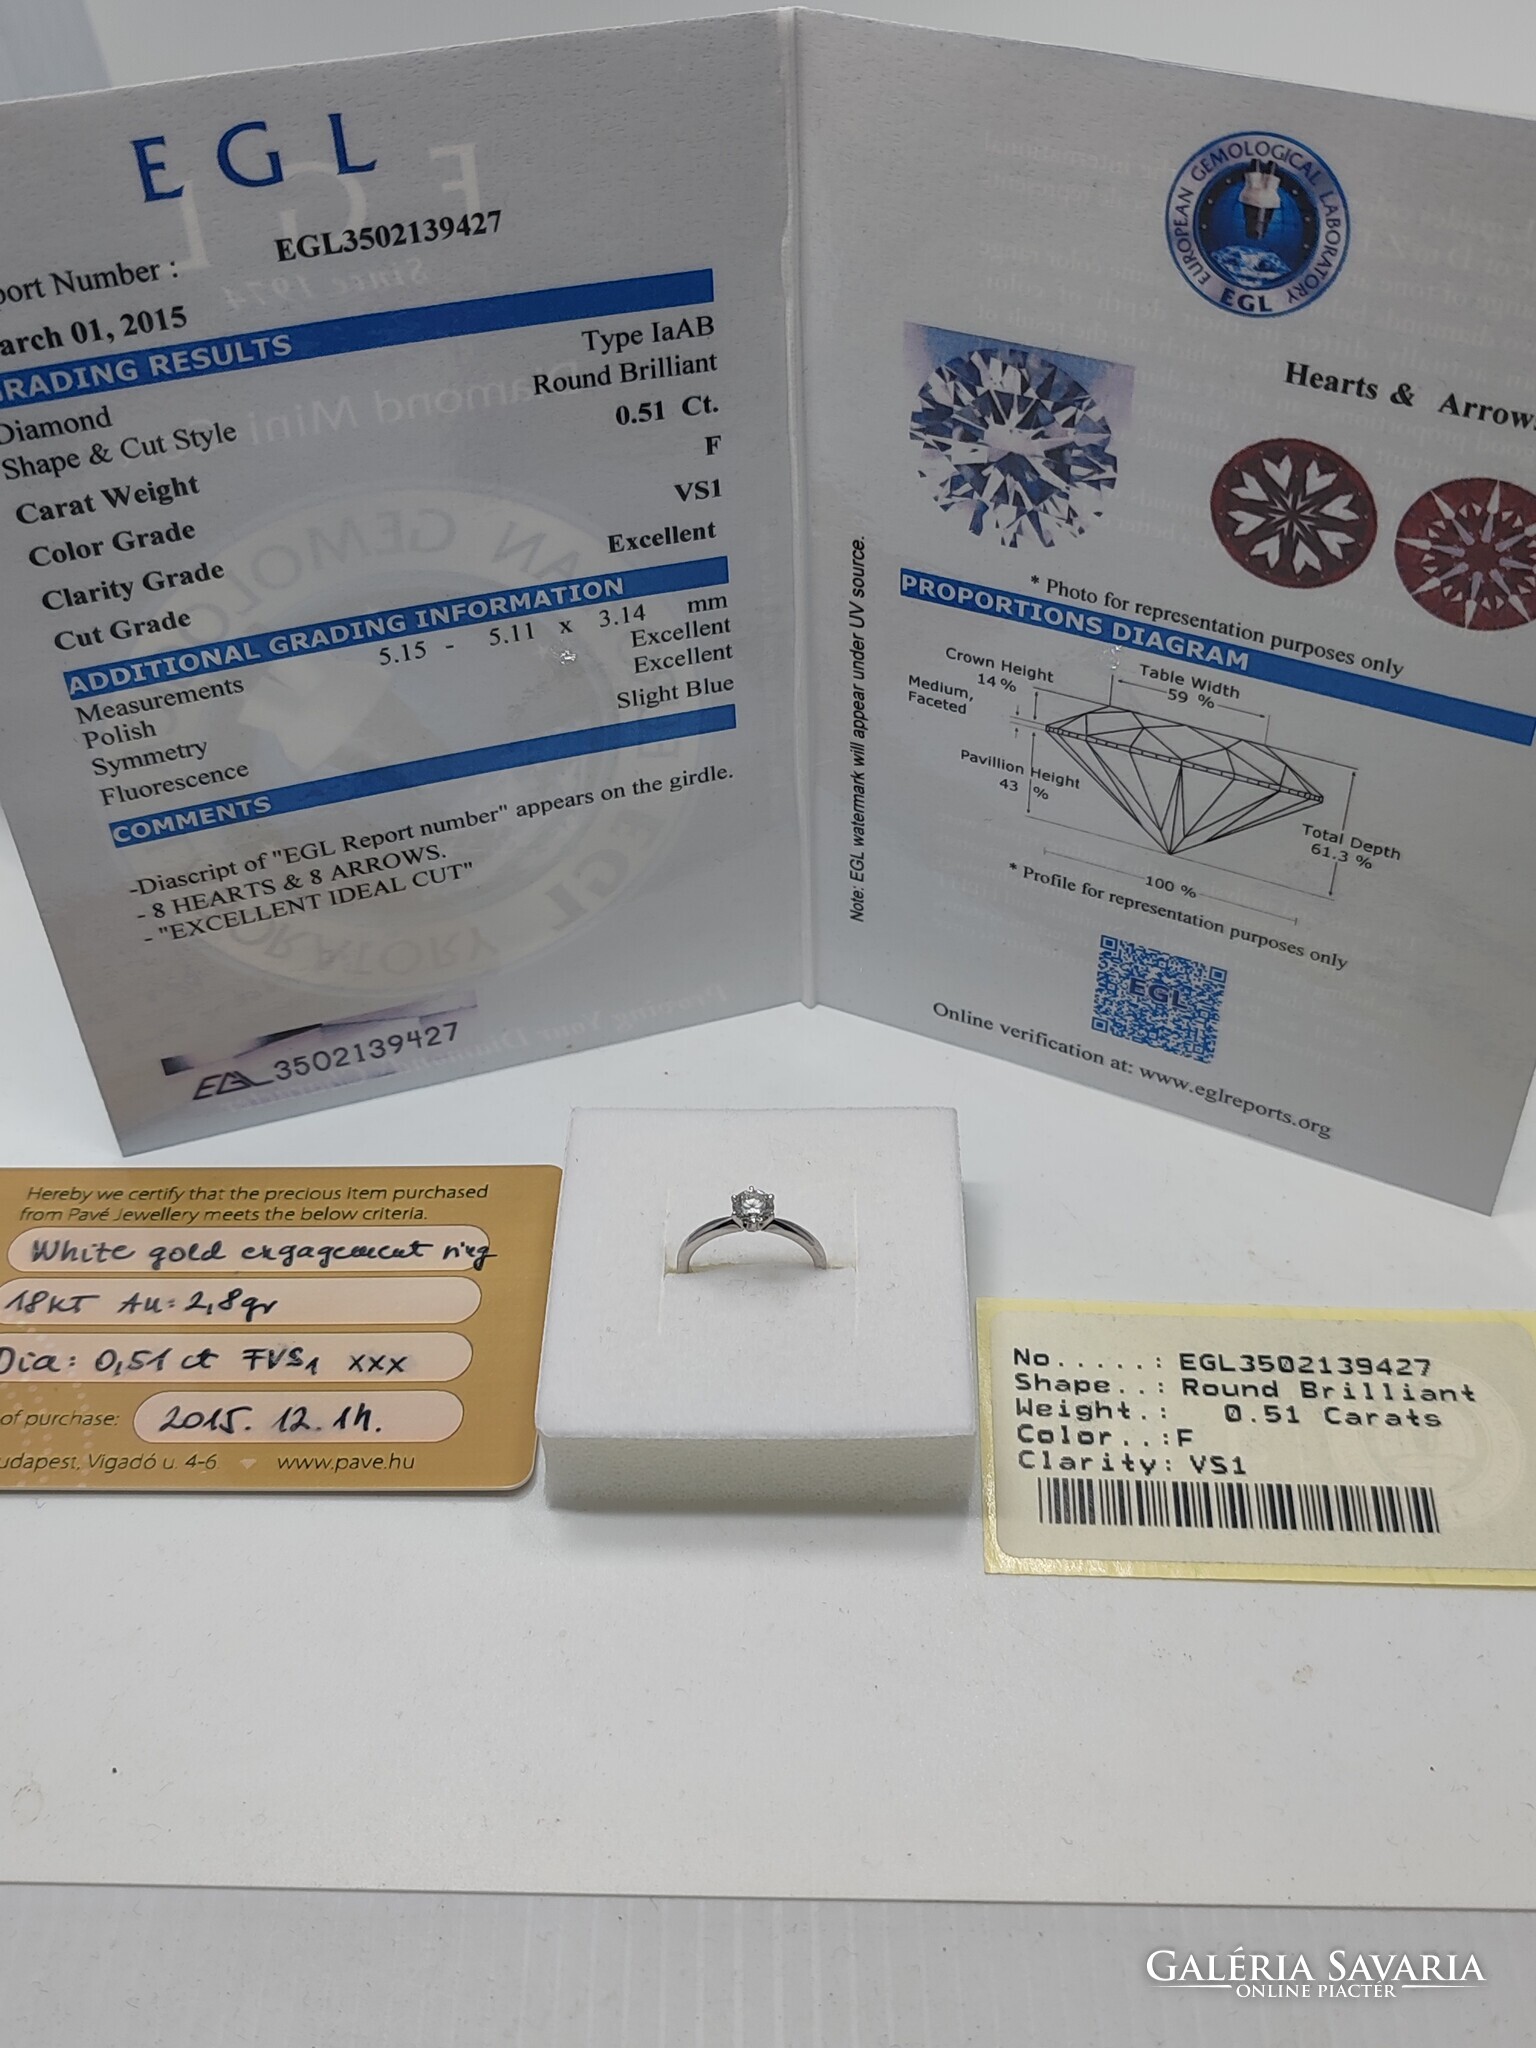 EGL
port Number : EGL3502139427
arch 01, 2015
GRADING RESULTS
Diamond Type IaAB
Shape & Cut Style Round Brilliant
Carat Weight 0.51 Ct.
Color Grade F
Clarity Grade VS1
Cut Grade Excellent
ADDITIONAL GRADING INFORMATION
Measurements 5.15 - 5.11 x 3.14 mm
Polish Excellent
Symmetry Excellent
Fluorescence Slight Blue
COMMENTS
-Diascript of "EGL Report number" appears on the girdle.
- 8 HEARTS & 8 ARROWS.
- "EXCELLENT IDEAL CUT"
EGL 3502139427
EUROPEAN GEMOLOGICAL LABORATORY
EGL
Hearts & Arrows
* Photo for representation purposes only
PROPORTIONS DIAGRAM
Crown Height
14 %
Table Width
59 %
Medium,
Faceted
Pavillion Height
43 %
Total Depth
61.3 %
100 %
* Profile for representation purposes only
EGL
Online verification at: www.eglreports.org
Note: EGL watermark will appear under UV source.
Hereby we certify that the precious item purchased
from Pavé Jewellery meets the below criteria.
White gold engagement ring
18KT Au: 2,8gr
Dia: 0,51 ct FVS1 xxx
of purchase: 2015. 12. 14.
udapest, Vigadó u. 4-6 www.pave.hu
No.....: EGL3502139427
Shape..: Round Brilliant
Weight.: 0.51 Carats
Color..: F
Clarity: VS1
GALÉRIA SAVARIA
ONLINE PIACTÉR